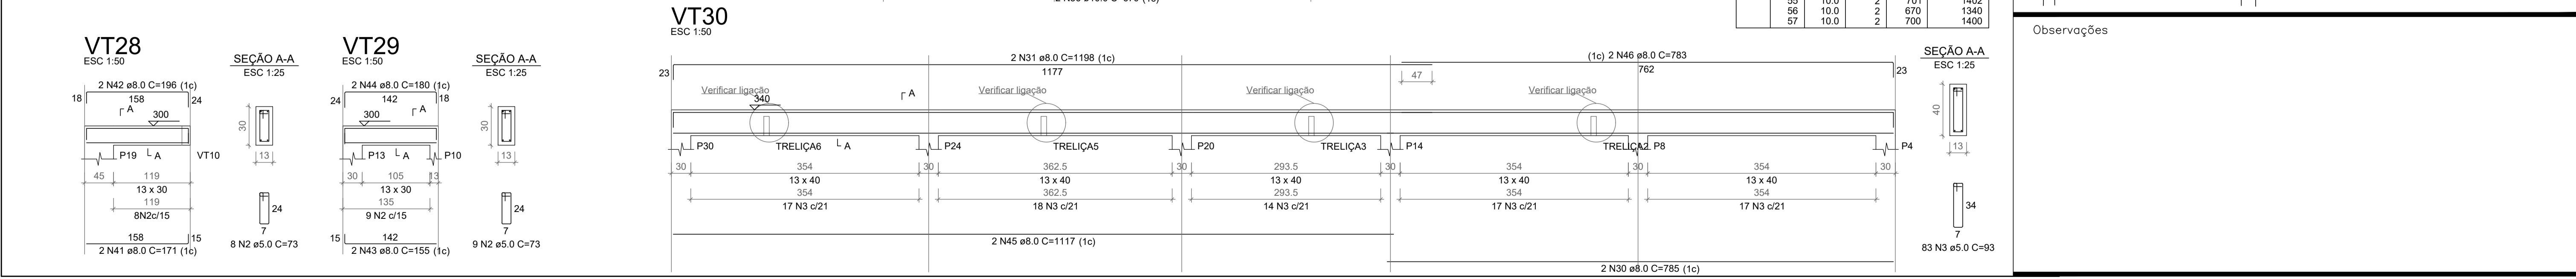 VT28
ESC 1:50
2 N42 ø8.0 C=196 (1c)
18 158 24
A
300
P19 A VT10
45 119
13 x 30
119
8N2c/15
158 15
2 N41 ø8.0 C=171 (1c)
SEÇÃO A-A
ESC 1:25
30
13
24
7
8 N2 ø5.0 C=73
VT29
ESC 1:50
2 N44 ø8.0 C=180 (1c)
24 142 18
300 A
P13 A P10
30 105 13
13 x 30
135
9 N2 c/15
15 142
2 N43 ø8.0 C=155 (1c)
SEÇÃO A-A
ESC 1:25
30
13
24
7
9 N2 ø5.0 C=73
VT30
ESC 1:50
2 N31 ø8.0 C=1198 (1c)
(1c) 2 N46 ø8.0 C=783
23 1177 47 762 23
Verificar ligação Verificar ligação Verificar ligação Verificar ligação
340 A
P30 TRELIÇA6 A P24 TRELIÇA5 P20 TRELIÇA3 P14 TRELIÇA2 P8 P4
30 354 30 362.5 30 293.5 30 354 30 354 30
13 x 40 13 x 40 13 x 40 13 x 40 13 x 40
354 362.5 293.5 354 354
17 N3 c/21 18 N3 c/21 14 N3 c/21 17 N3 c/21 17 N3 c/21
2 N45 ø8.0 C=1117 (1c)
2 N30 ø8.0 C=785 (1c)
SEÇÃO A-A
ESC 1:25
40
13
34
7
83 N3 ø5.0 C=93
56 10.0 2 670 1340
57 10.0 2 700 1400
Observações